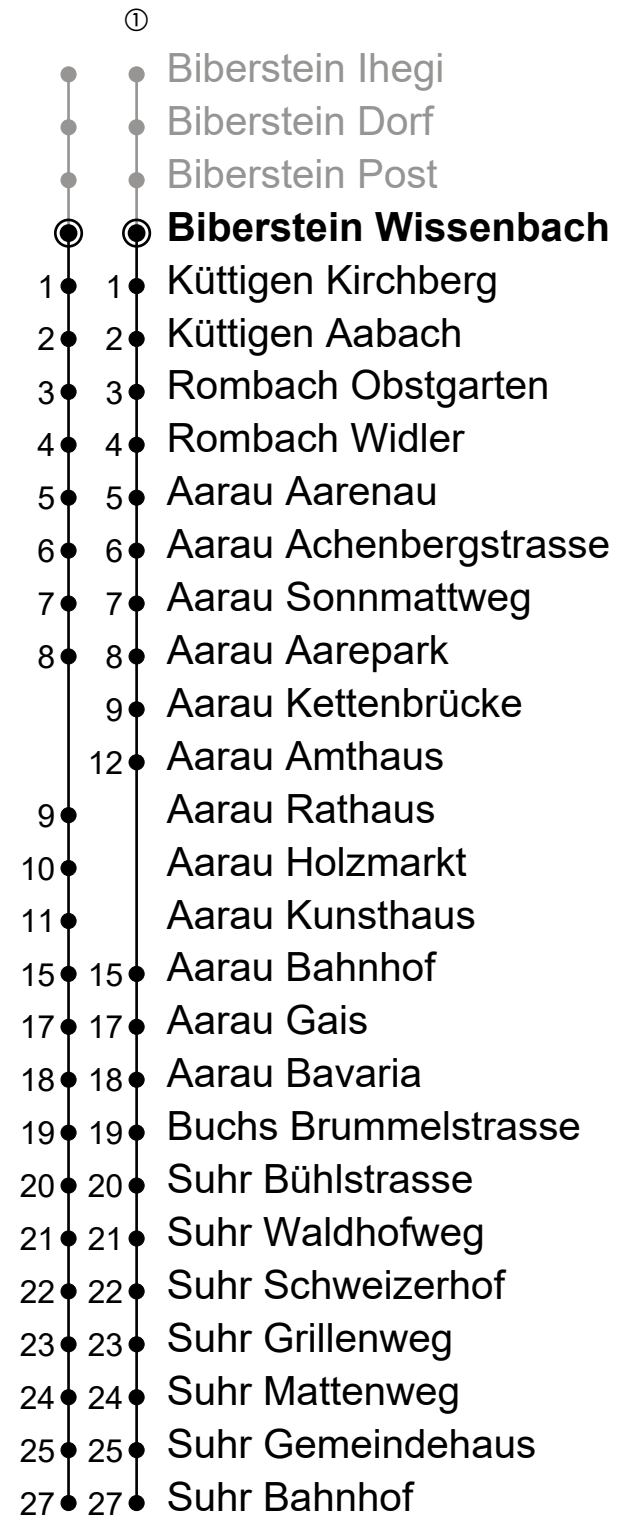 ①
Biberstein Ihegi
Biberstein Dorf
Biberstein Post
Biberstein Wissenbach
1 1 Küttigen Kirchberg
2 2 Küttigen Aabach
3 3 Rombach Obstgarten
4 4 Rombach Widler
5 5 Aarau Aarenau
6 6 Aarau Achenbergstrasse
7 7 Aarau Sonnmattweg
8 8 Aarau Aarepark
9 Aarau Kettenbrücke
12 Aarau Amthaus
9 Aarau Rathaus
10 Aarau Holzmarkt
11 Aarau Kunsthaus
15 15 Aarau Bahnhof
17 17 Aarau Gais
18 18 Aarau Bavaria
19 19 Buchs Brummelstrasse
20 20 Suhr Bühlstrasse
21 21 Suhr Waldhofweg
22 22 Suhr Schweizerhof
23 23 Suhr Grillenweg
24 24 Suhr Mattenweg
25 25 Suhr Gemeindehaus
27 27 Suhr Bahnhof